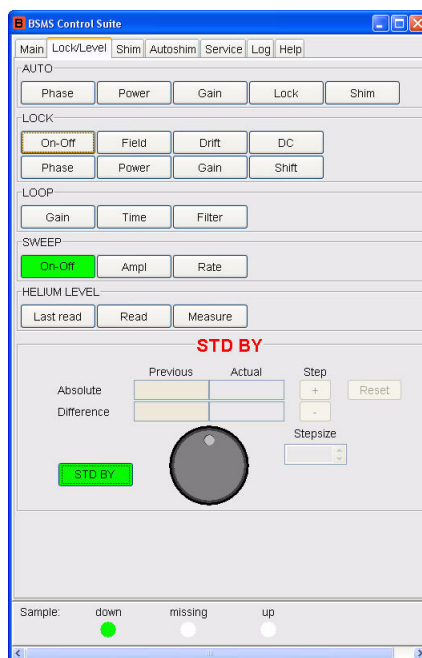 B BSMS Control Suite
Main Lock/Level Shim Autoshim Service Log Help
AUTO
Phase Power Gain Lock Shim
LOCK
On-Off Field Drift DC
Phase Power Gain Shift
LOOP
Gain Time Filter
SWEEP
On-Off Ampl Rate
HELIUM LEVEL
Last read Read Measure
STD BY
Previous Actual Step
Absolute + Reset
Difference -
Stepsize
STD BY
Sample: down missing up